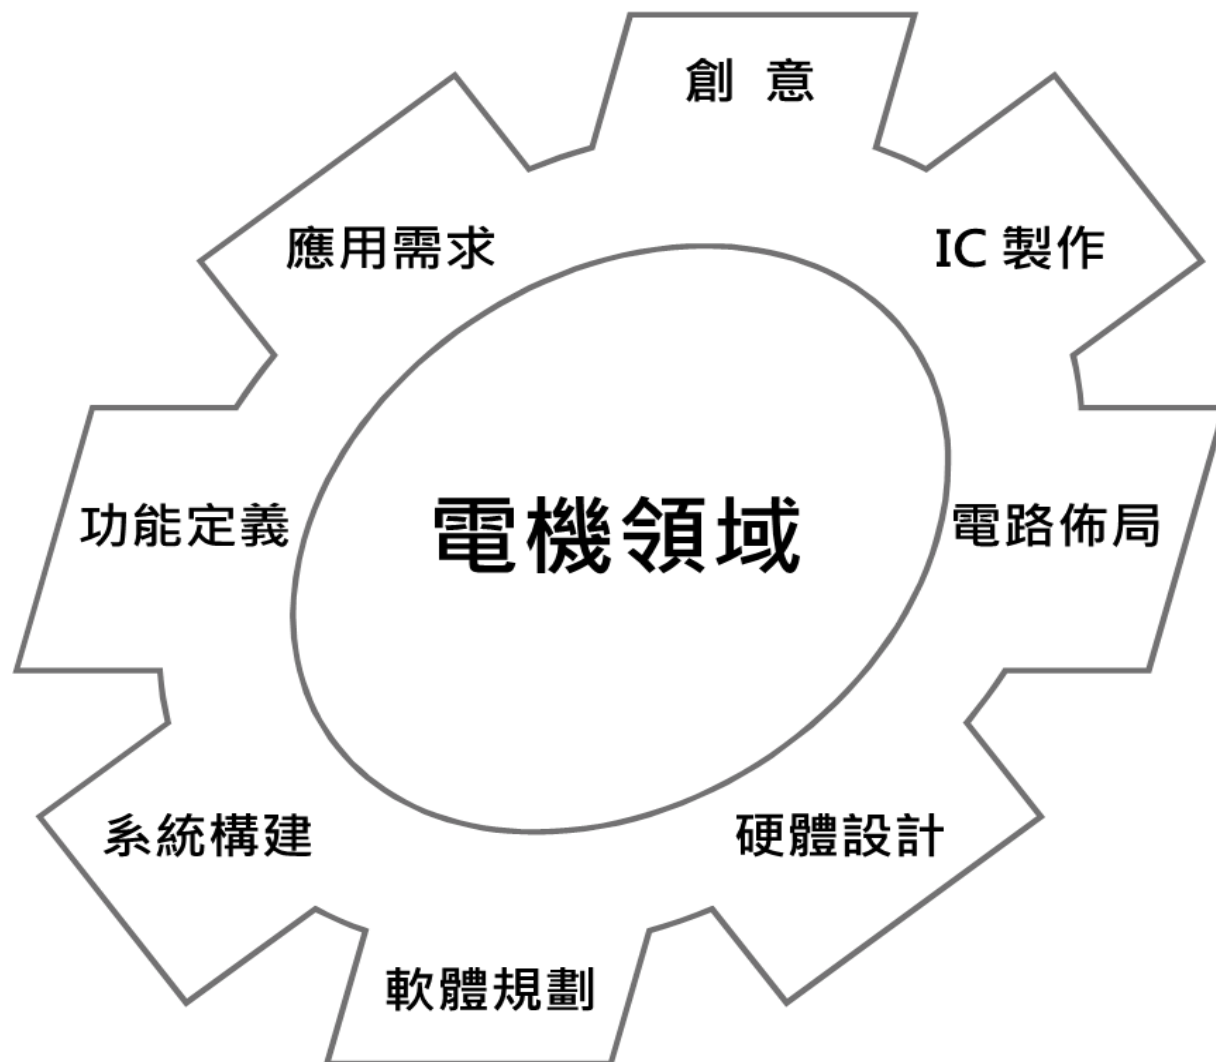 創 意
應用需求
IC 製作
功能定義
電機領域
電路佈局
系統構建
硬體設計
軟體規劃